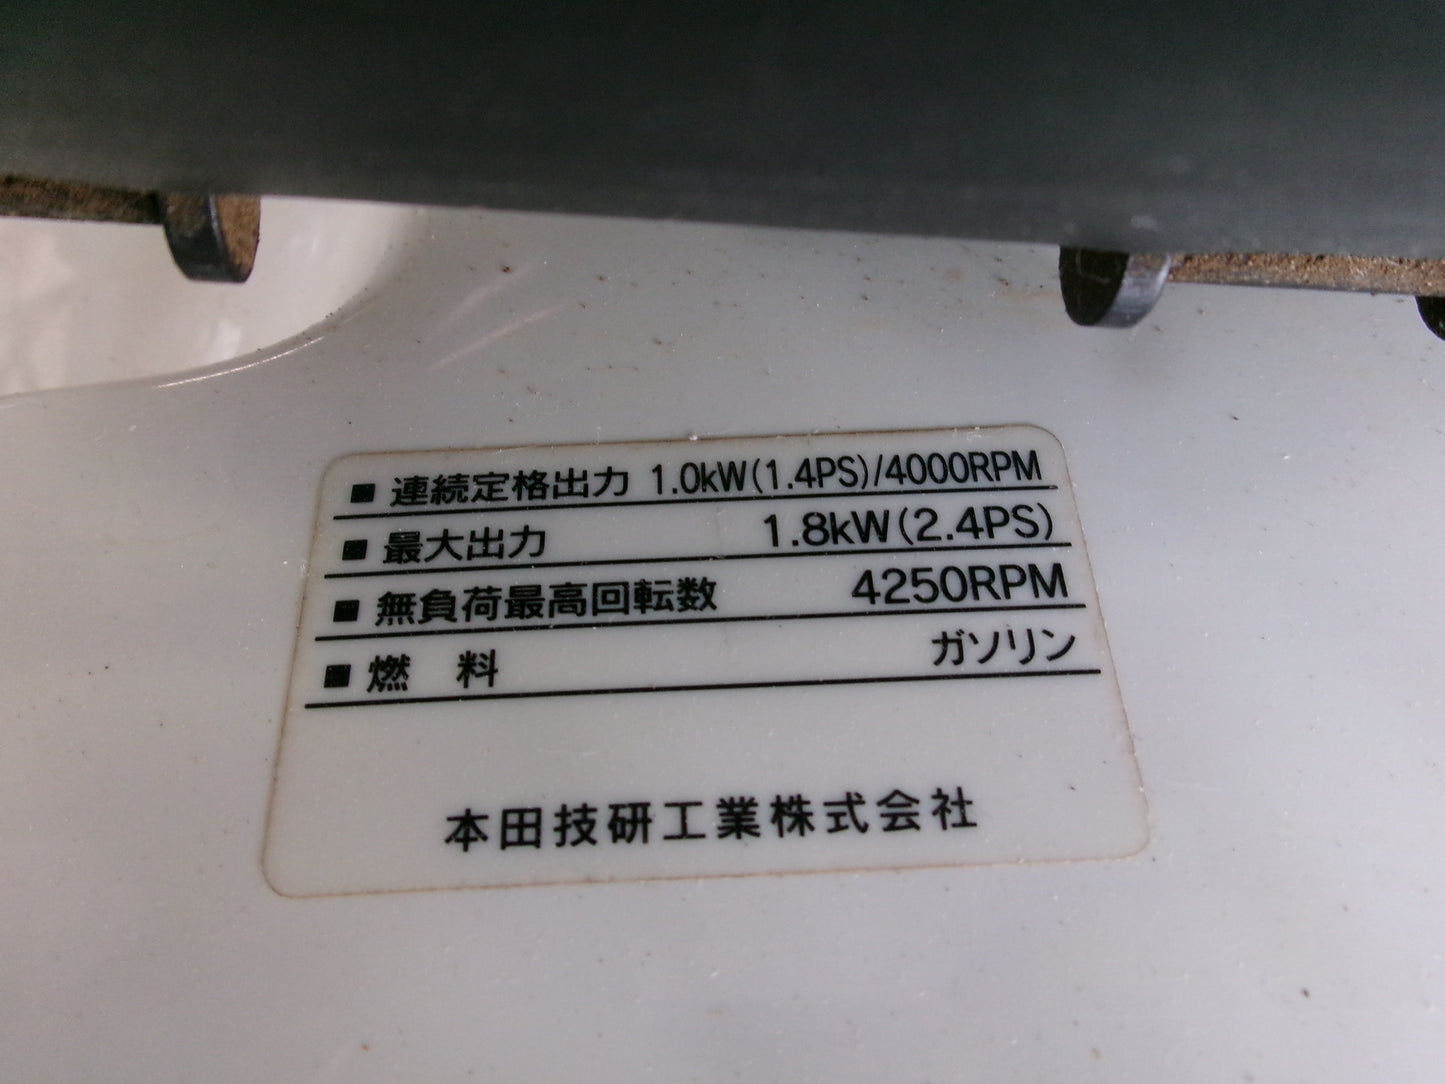 ■ 連続定格出力 1.0kW(1.4PS)/4000RPM
■ 最大出力 1.8kW(2.4PS)
■ 無負荷最高回転数 4250RPM
■ 燃 料 ガソリン
本田技研工業株式会社